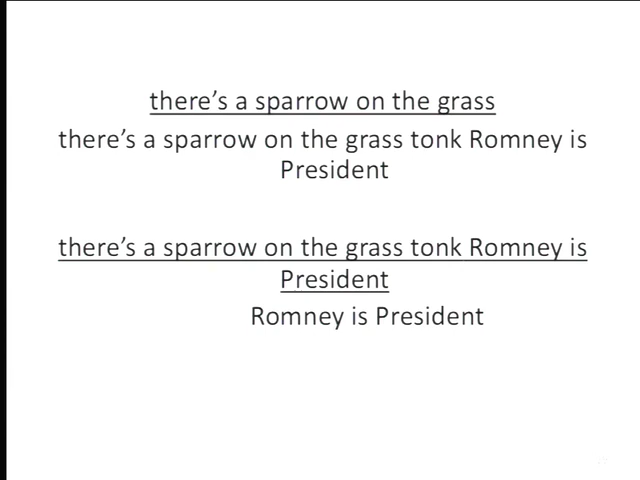 there’s a sparrow on the grass
there’s a sparrow on the grass tonk Romney is
President
there’s a sparrow on the grass tonk Romney is
President
Romney is President